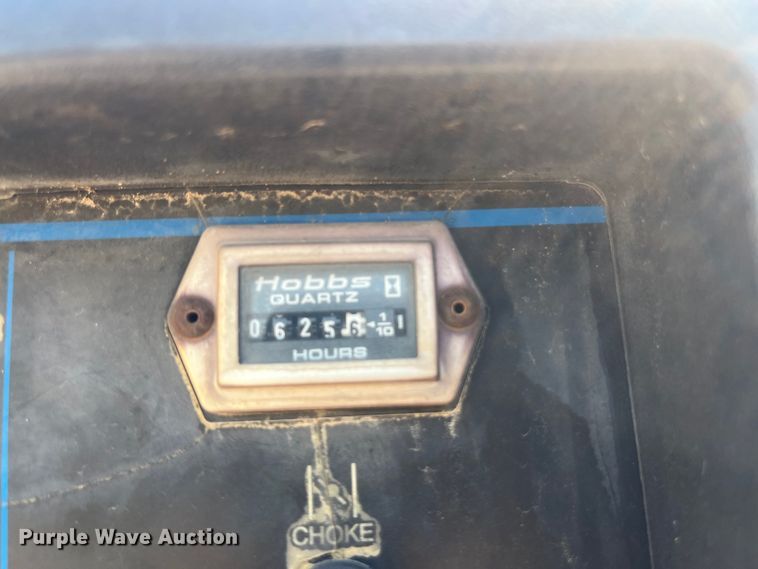 Hobbs
QUARTZ
0 6 2 5 6 1/10
HOURS
CHOKE
Purple Wave Auction